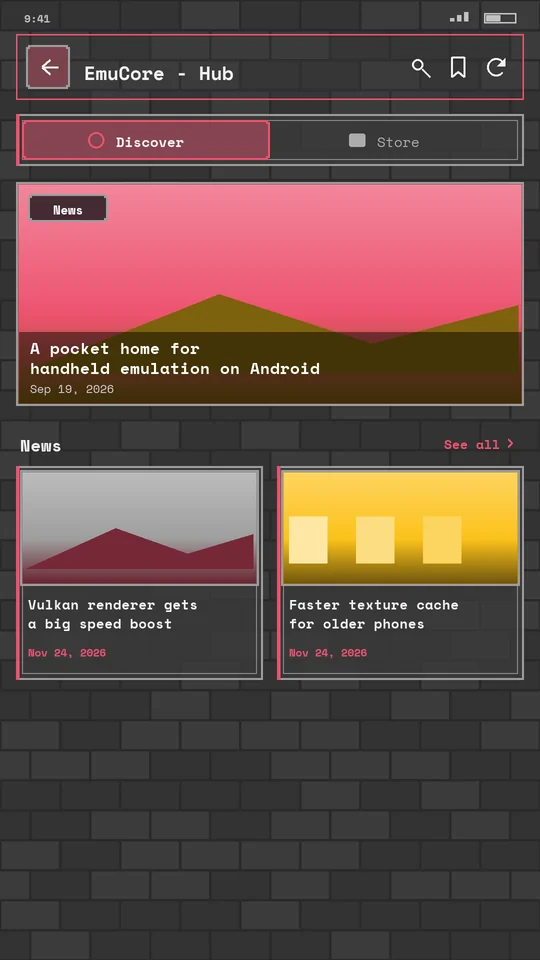 9:41
EmuCore - Hub
Discover
Store
News
A pocket home for
handheld emulation on Android
Sep 19, 2026
News
See all
Vulkan renderer gets
a big speed boost
Nov 24, 2026
Faster texture cache
for older phones
Nov 24, 2026